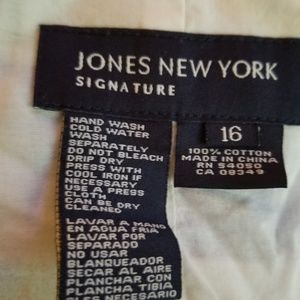 JONES NEW YORK
SIGNATURE
HAND WASH
COLD WATER
WASH
SEPARATELY
DO NOT BLEACH
DRIP DRY
PRESS WITH
COOL IRON IF
NECESSARY
USE A PRESS
CLOTH
CAN BE DRY
CLEANED
LAVAR A MANO
EN AGUA FRIA
LAVAR POR
SEPARADO
NO USAR
BLANQUEADOR
SECAR AL AIRE
PLANCHAR CON
PLANCHA TIBIA
16
100% COTTON
MADE IN CHINA
RN 54050
CA 08349